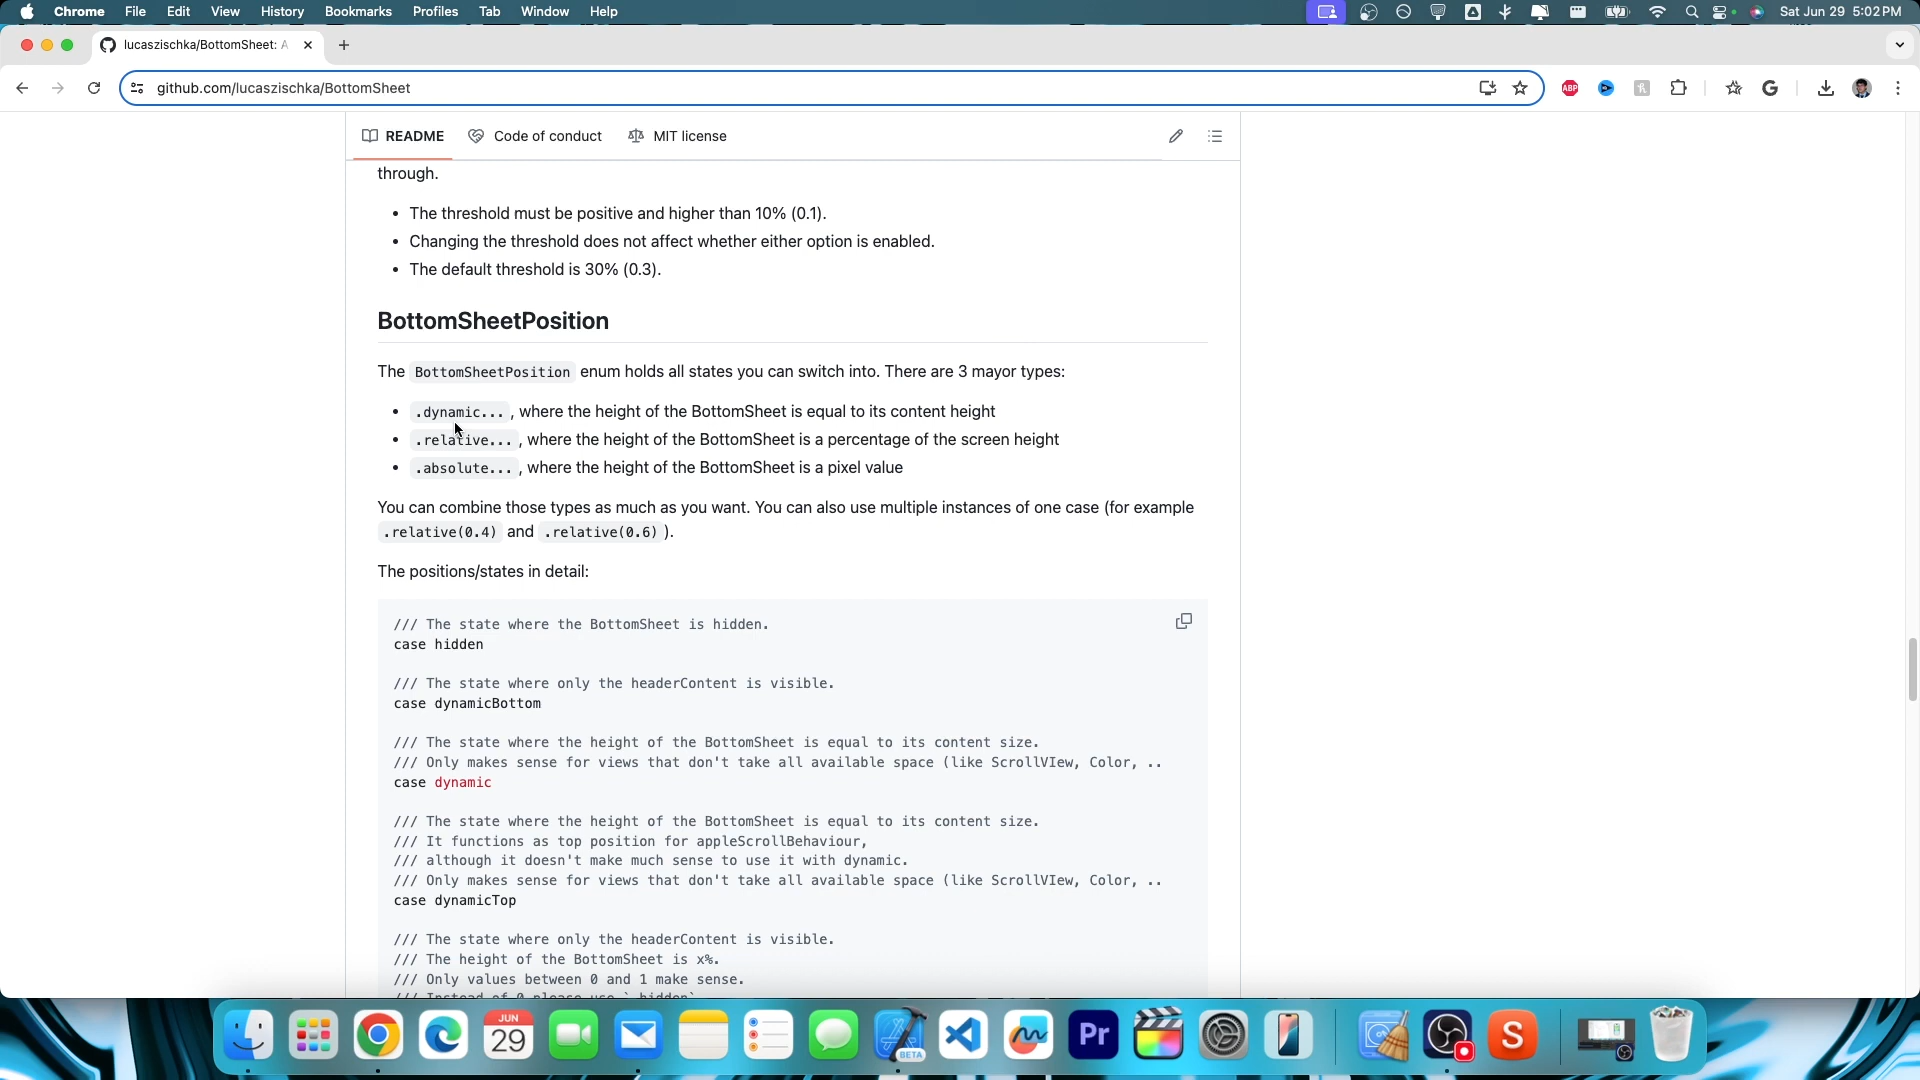 Chrome File Edit View History Bookmarks Profiles Tab Window Help
Sat Jun 29 5:02 PM
lucaszischka/BottomSheet: A
github.com/lucaszischka/BottomSheet
ABP
README Code of conduct MIT license
through.
• The threshold must be positive and higher than 10% (0.1).
• Changing the threshold does not affect whether either option is enabled.
• The default threshold is 30% (0.3).
BottomSheetPosition
The BottomSheetPosition enum holds all states you can switch into. There are 3 mayor types:
• .dynamic... , where the height of the BottomSheet is equal to its content height
• .relative... , where the height of the BottomSheet is a percentage of the screen height
• .absolute... , where the height of the BottomSheet is a pixel value
You can combine those types as much as you want. You can also use multiple instances of one case (for example
.relative(0.4) and .relative(0.6) ).
The positions/states in detail:
/// The state where the BottomSheet is hidden.
case hidden
/// The state where only the headerContent is visible.
case dynamicBottom
/// The state where the height of the BottomSheet is equal to its content size.
/// Only makes sense for views that don't take all available space (like ScrollVIew, Color, ..
case dynamic
/// The state where the height of the BottomSheet is equal to its content size.
/// It functions as top position for appleScrollBehaviour,
/// although it doesn't make much sense to use it with dynamic.
/// Only makes sense for views that don't take all available space (like ScrollVIew, Color, ..
case dynamicTop
/// The state where only the headerContent is visible.
/// The height of the BottomSheet is x%.
/// Only values between 0 and 1 make sense.
/// Instead of 0 please use `.hidden`.
JUN
29
BETA
Pr
S